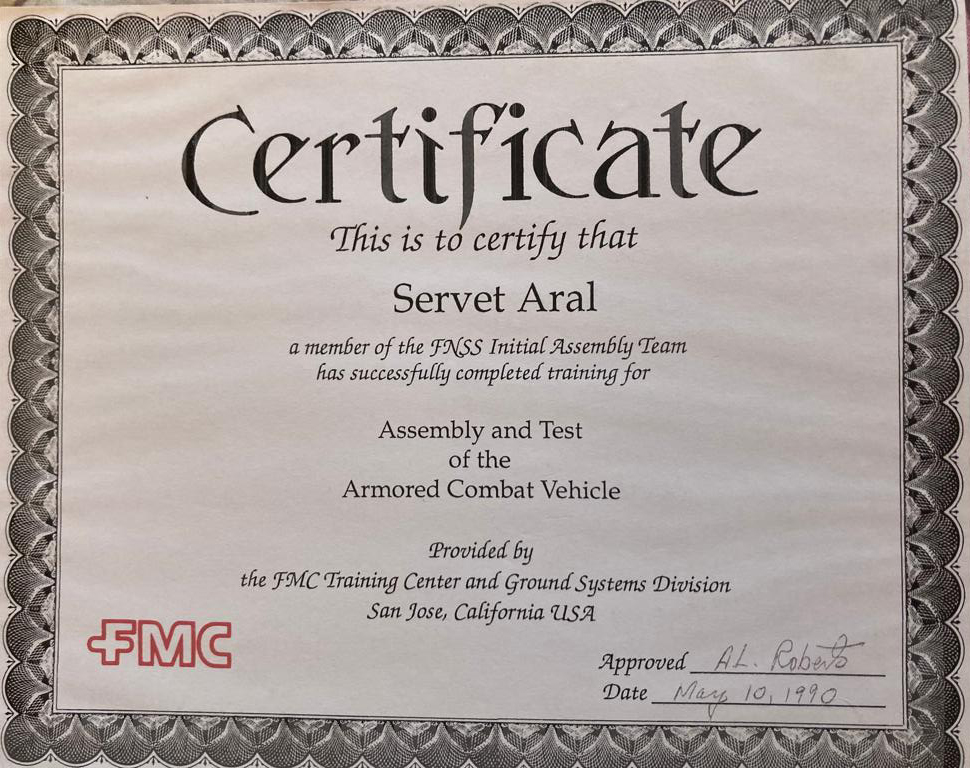 Certificate
This is to certify that
Servet Aral
a member of the FNSS Initial Assembly Team
has successfully completed training for
Assembly and Test
of the
Armored Combat Vehicle
Provided by
the FMC Training Center and Ground Systems Division
San Jose, California USA
FMC
Approved A.L. Roberts
Date May 10, 1990